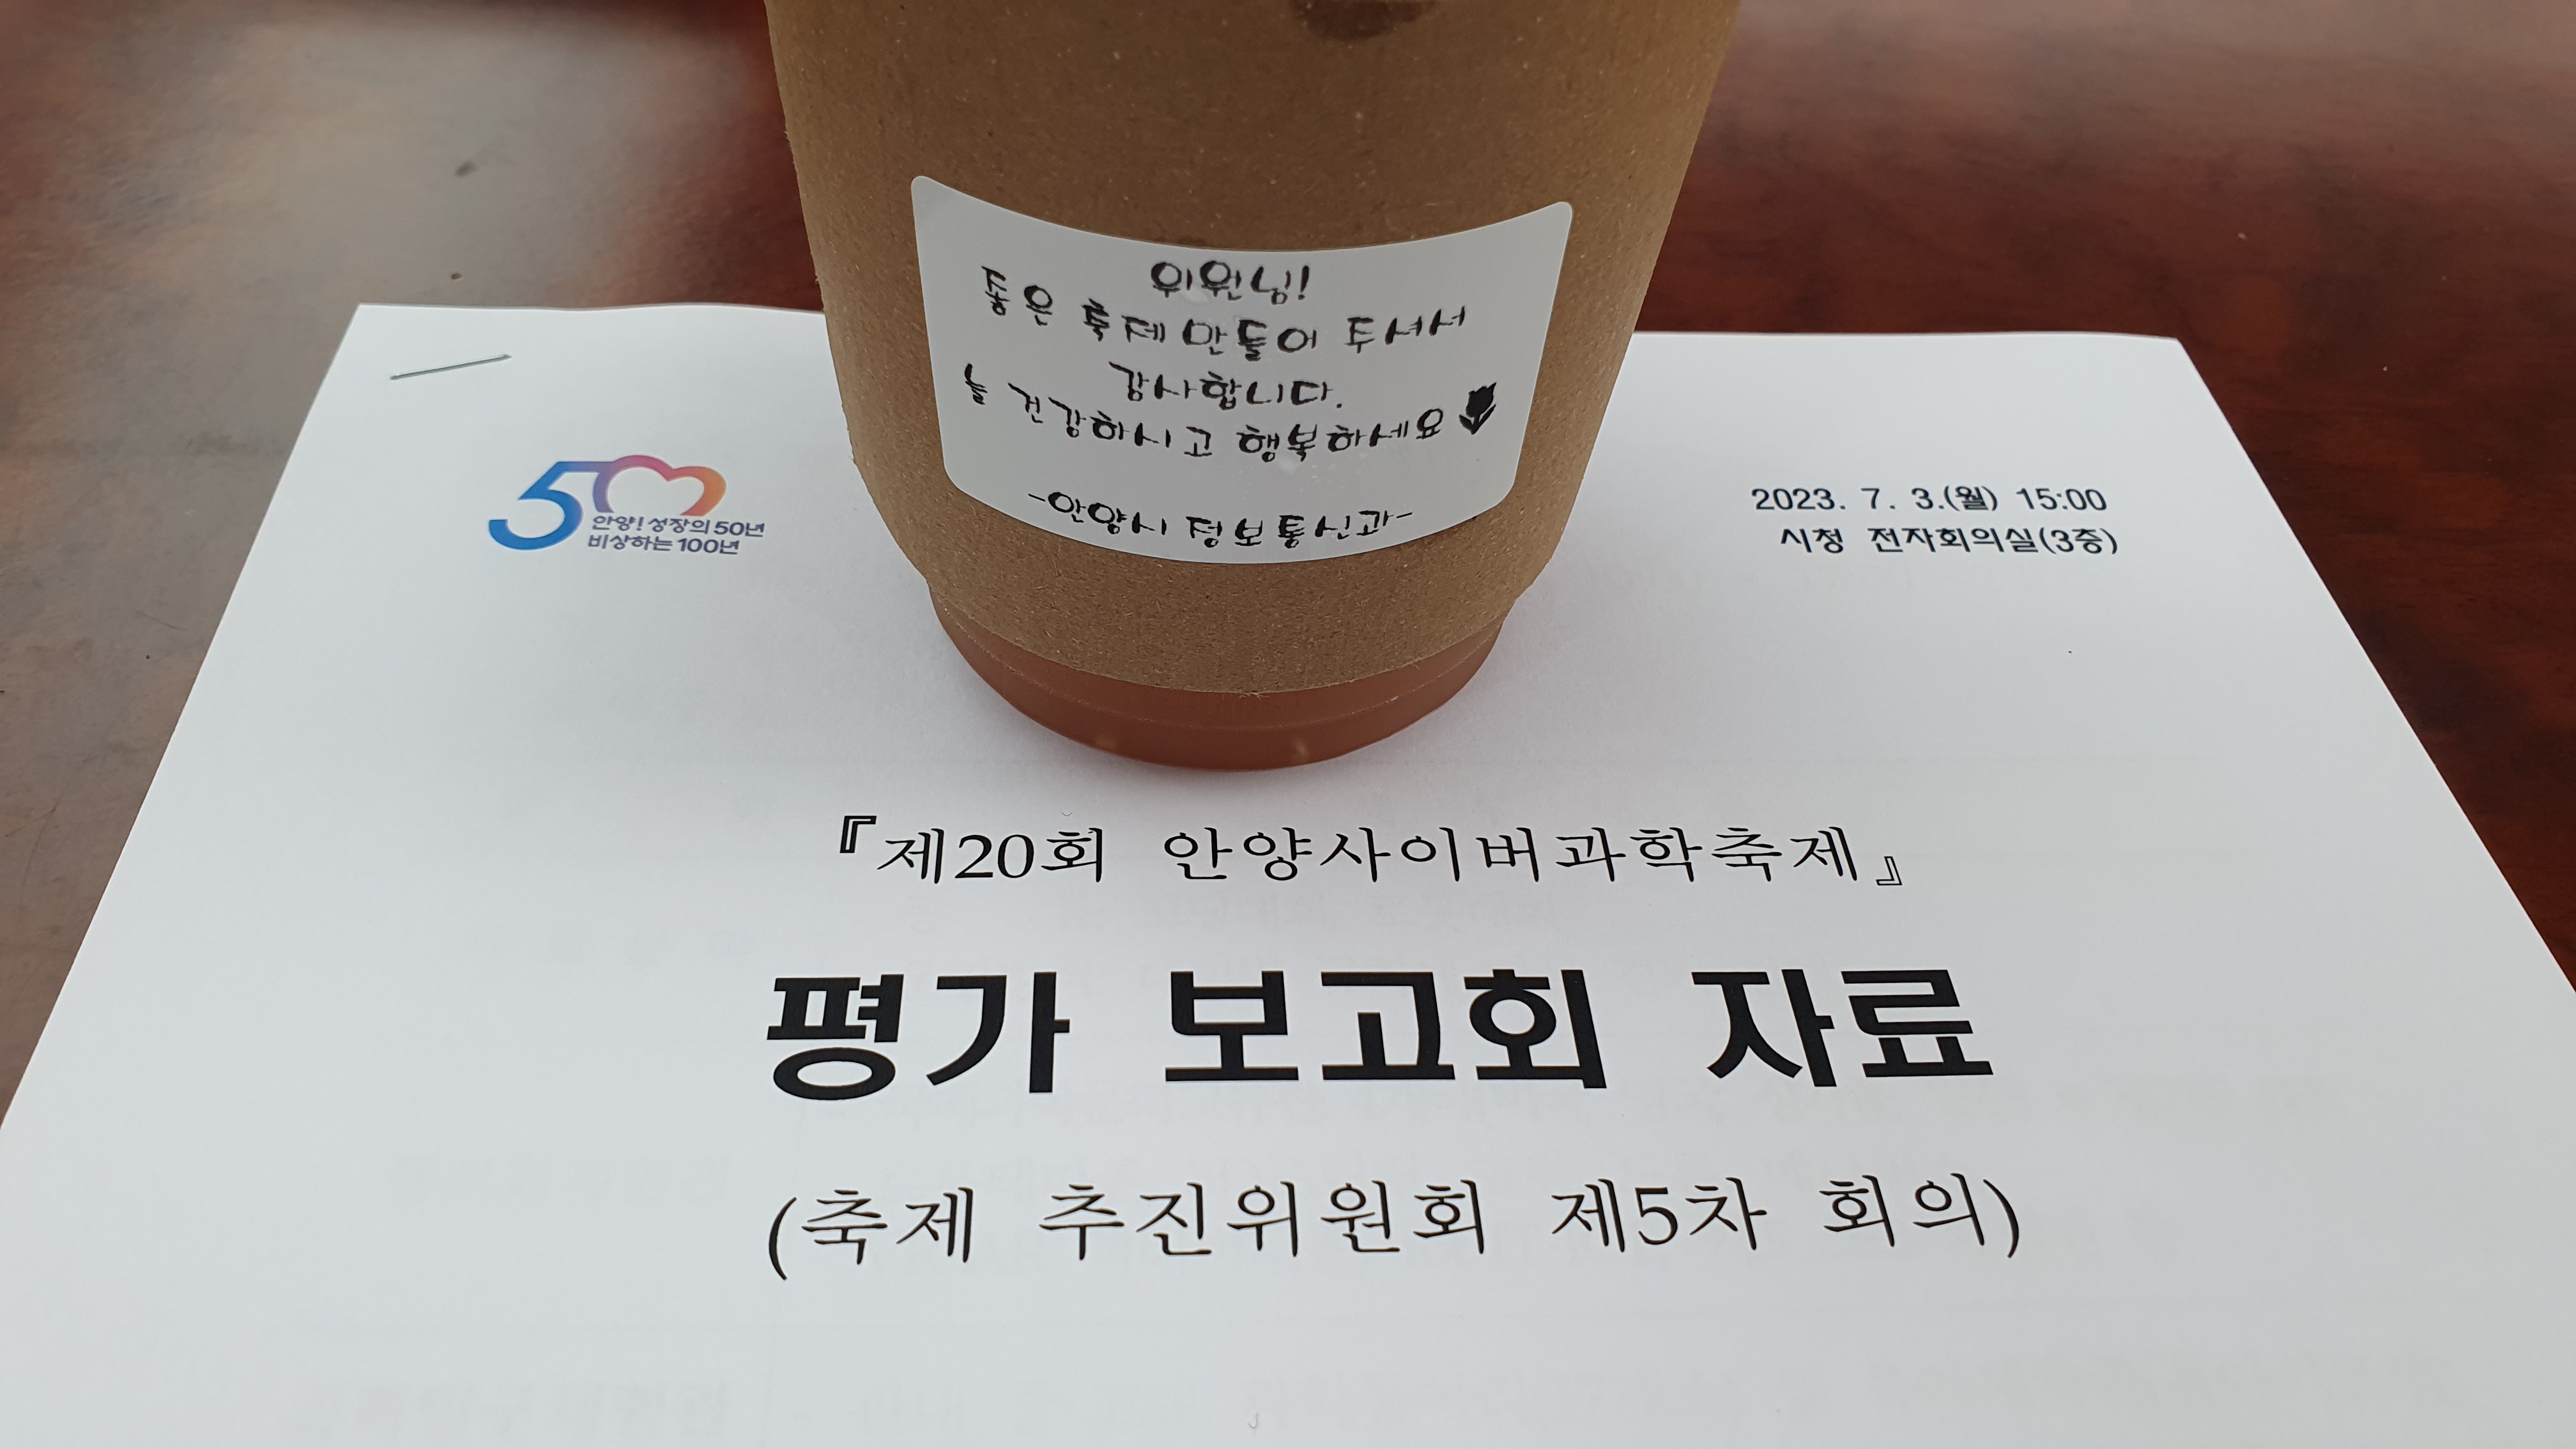 위원님!
좋은 축제 만들어 주셔서
감사합니다.
늘 건강하시고 행복하세요
-안양시 정보통신과-
50
안양! 성장의 50년
비상하는 100년
2023. 7. 3.(월) 15:00
시청 전자회의실(3층)
『제20회 안양사이버과학축제』
평가 보고회 자료
(축제 추진위원회 제5차 회의)